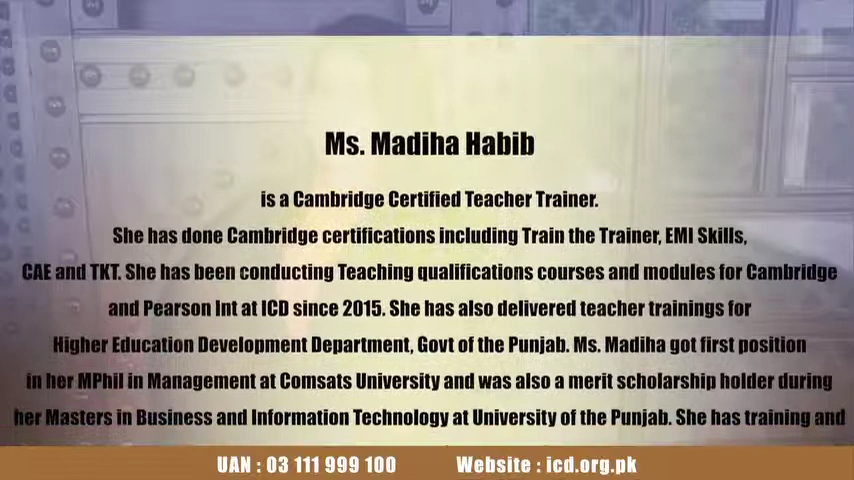 Ms. Madiha Habib
is a Cambridge Certified Teacher Trainer.
She has done Cambridge certifications including Train the Trainer, EMI Skills,
CAE and TKT. She has been conducting Teaching qualifications courses and modules for Cambridge
and Pearson Int at ICD since 2015. She has also delivered teacher trainings for
Higher Education Development Department, Govt of the Punjab. Ms. Madiha got first position
in her MPhil in Management at Comsats University and was also a merit scholarship holder during
her Masters in Business and Information Technology at University of the Punjab. She has training and
UAN : 03 111 999 100 Website : icd.org.pk